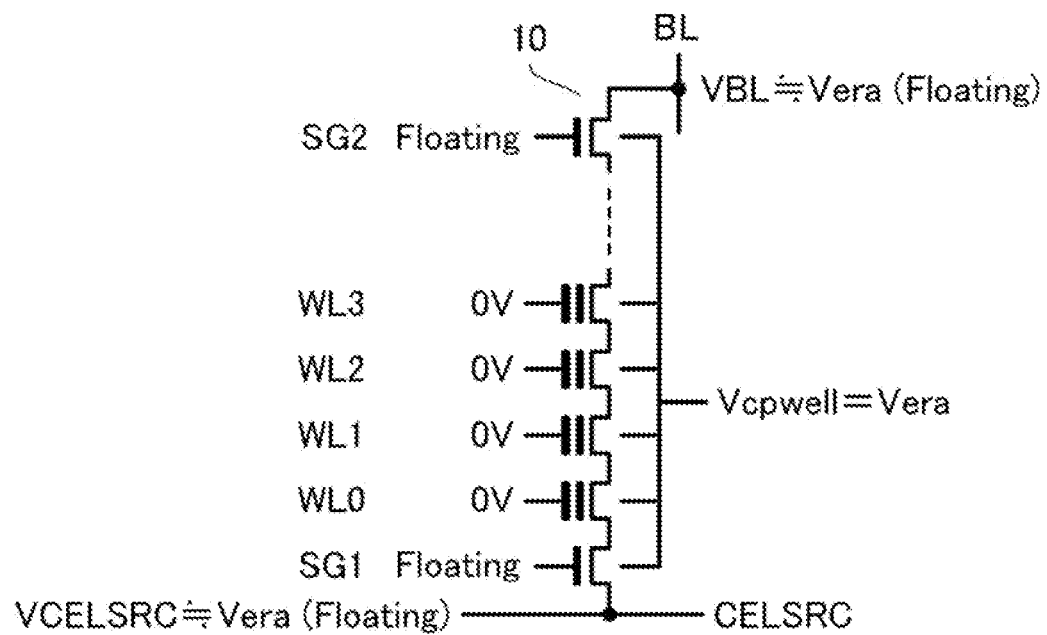 10
BL
VBL≒Vera (Floating)
SG2 Floating
WL3 0V
WL2 0V
Vcpwell＝Vera
WL1 0V
WL0 0V
SG1 Floating
VCELSRC≒Vera (Floating)
CELSRC